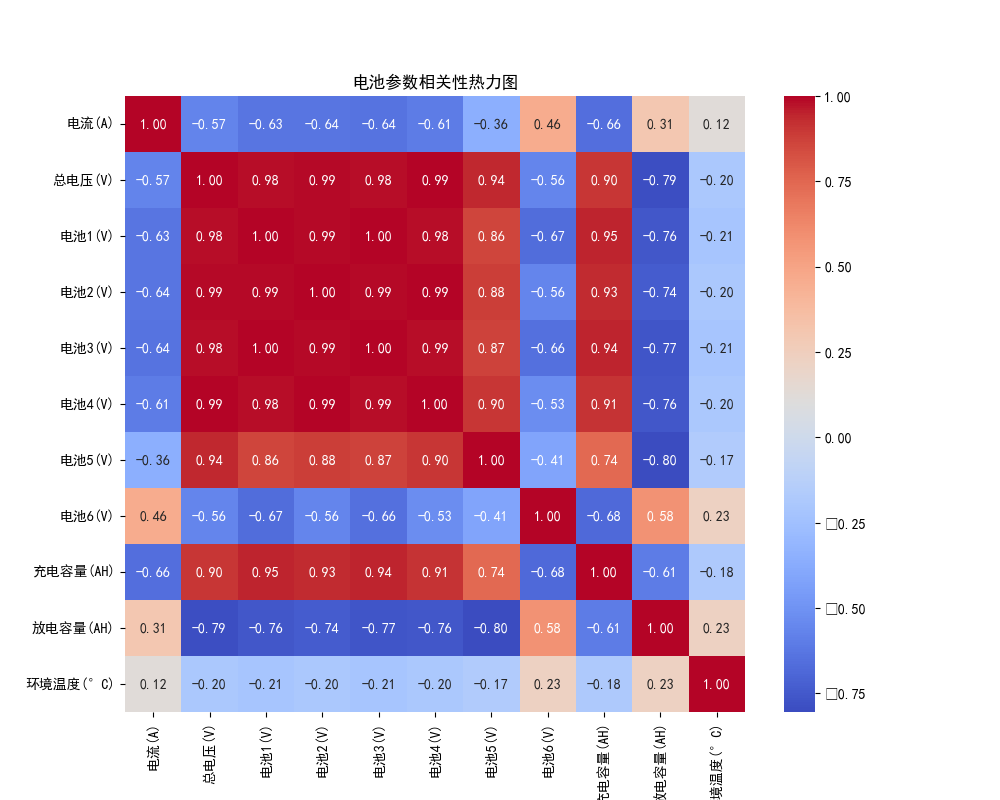 电池参数相关性热力图
电流(A) 1.00 -0.57 -0.63 -0.64 -0.64 -0.61 -0.36 0.46 -0.66 0.31 0.12
总电压(V) -0.57 1.00 0.98 0.99 0.98 0.99 0.94 -0.56 0.90 -0.79 -0.20
电池1(V) -0.63 0.98 1.00 0.99 1.00 0.98 0.86 -0.67 0.95 -0.76 -0.21
电池2(V) -0.64 0.99 0.99 1.00 0.99 0.99 0.88 -0.56 0.93 -0.74 -0.20
电池3(V) -0.64 0.98 1.00 0.99 1.00 0.99 0.87 -0.66 0.94 -0.77 -0.21
电池4(V) -0.61 0.99 0.98 0.99 0.99 1.00 0.90 -0.53 0.91 -0.76 -0.20
电池5(V) -0.36 0.94 0.86 0.88 0.87 0.90 1.00 -0.41 0.74 -0.80 -0.17
电池6(V) 0.46 -0.56 -0.67 -0.56 -0.66 -0.53 -0.41 1.00 -0.68 0.58 0.23
充电容量(AH) -0.66 0.90 0.95 0.93 0.94 0.91 0.74 -0.68 1.00 -0.61 -0.18
放电容量(AH) 0.31 -0.79 -0.76 -0.74 -0.77 -0.76 -0.80 0.58 -0.61 1.00 0.23
环境温度(°C) 0.12 -0.20 -0.21 -0.20 -0.21 -0.20 -0.17 0.23 -0.18 0.23 1.00
电流(A)
总电压(V)
电池1(V)
电池2(V)
电池3(V)
电池4(V)
电池5(V)
电池6(V)
电容量(AH)
电容量(AH)
境温度(°C)
1.00
0.75
0.50
0.25
0.00
□0.25
□0.50
□0.75